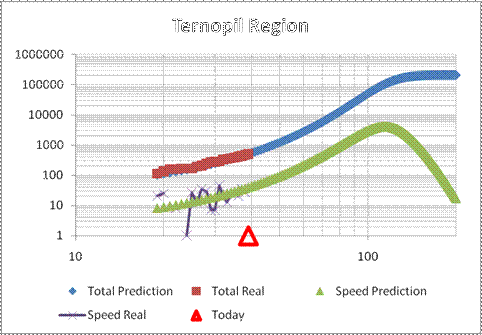 Ternopil Region
1000000
100000
10000
1000
100
10
1
10
100
Total Prediction
Total Real
Speed Prediction
Speed Real
Today